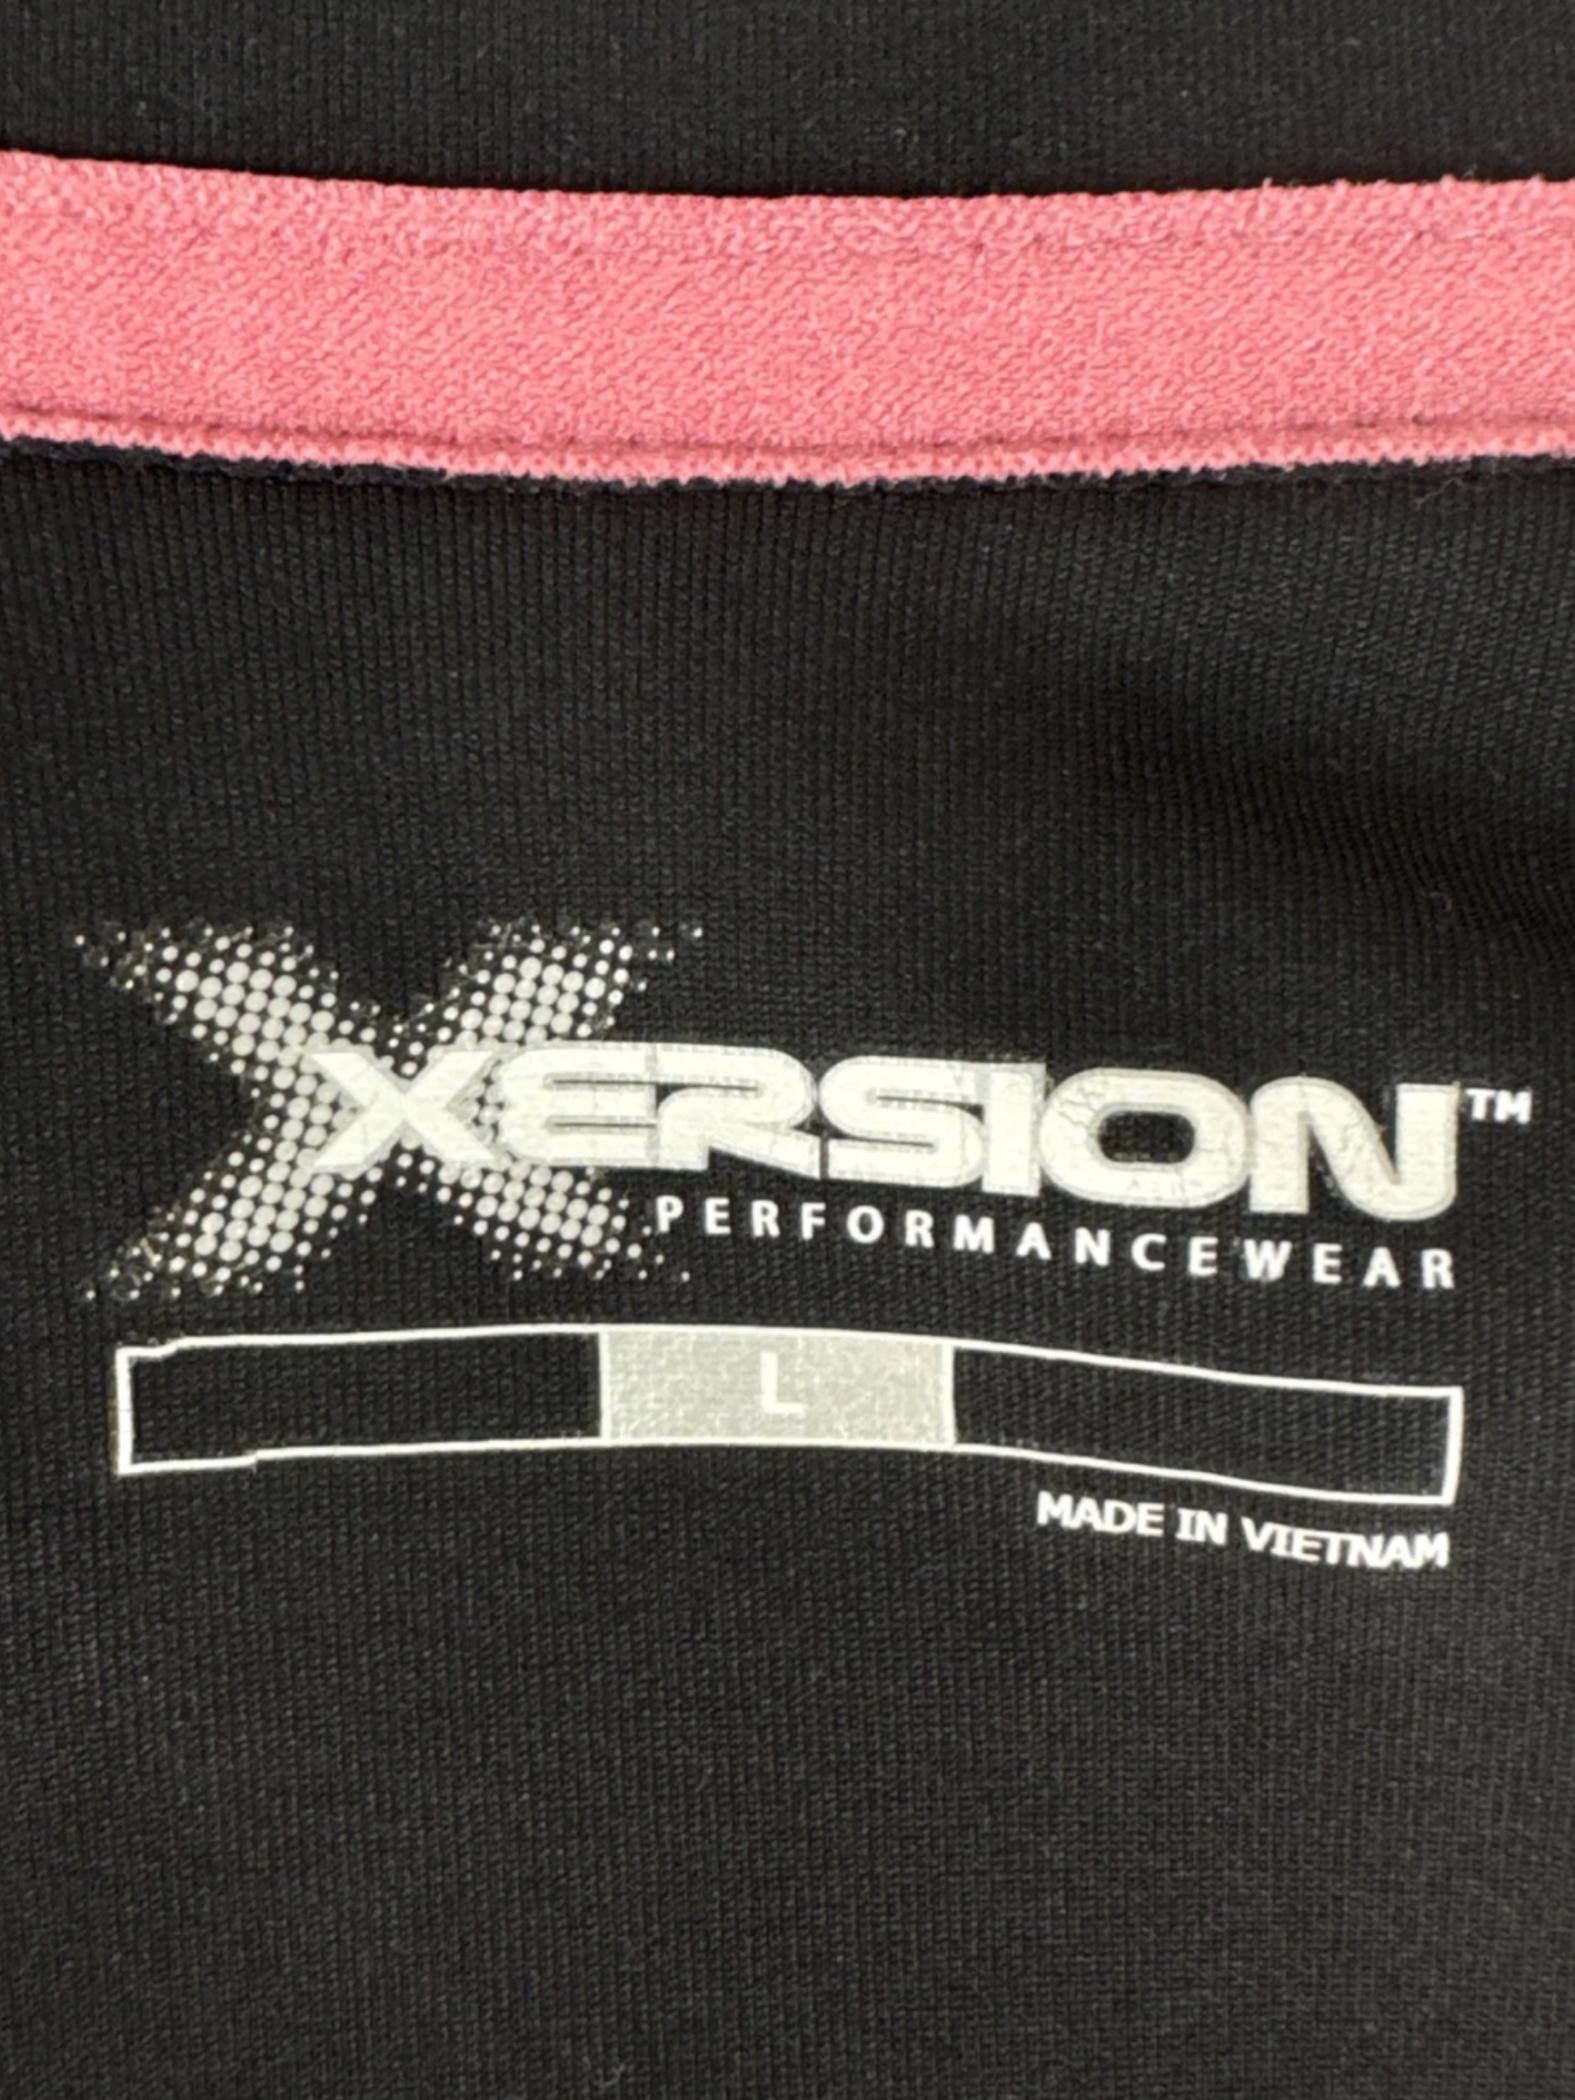 XERSION™
PERFORMANCEWEAR
L
MADE IN VIETNAM